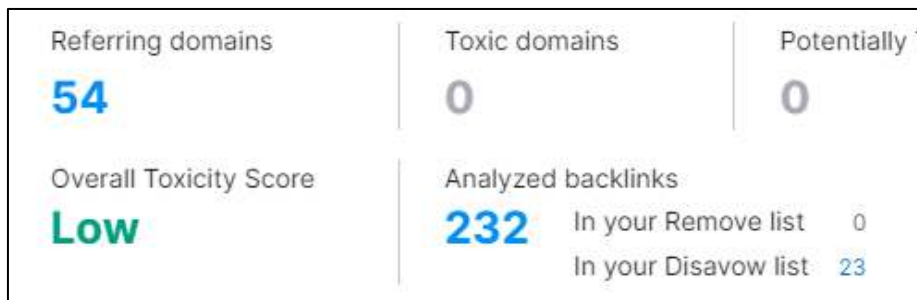 Referring domains
54
Toxic domains
0
Potentially
0
Overall Toxicity Score
Low
Analyzed backlinks
232
In your Remove list 0
In your Disavow list 23